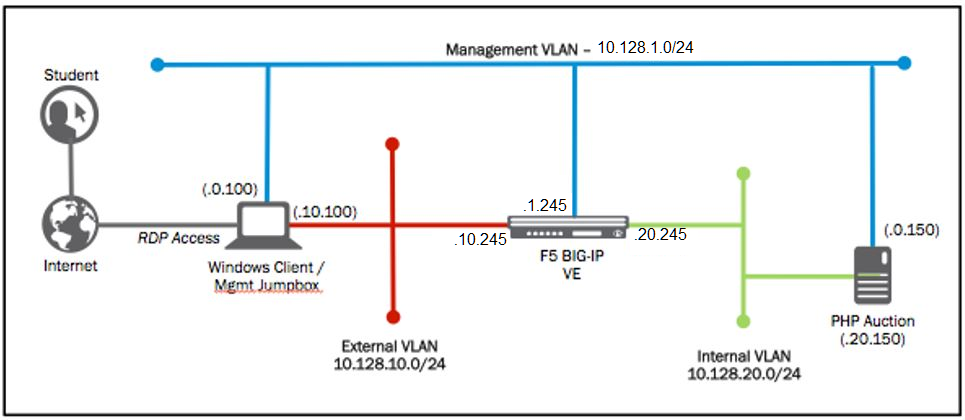 Management VLAN – 10.128.1.0/24
Student
(.0.100)
(.10.100)
.1.245
.10.245
.20.245
(.0.150)
RDP Access
Internet
Windows Client /
Mgmt Jumpbox
F5 BIG-IP
VE
PHP Auction
(.20.150)
External VLAN
10.128.10.0/24
Internal VLAN
10.128.20.0/24